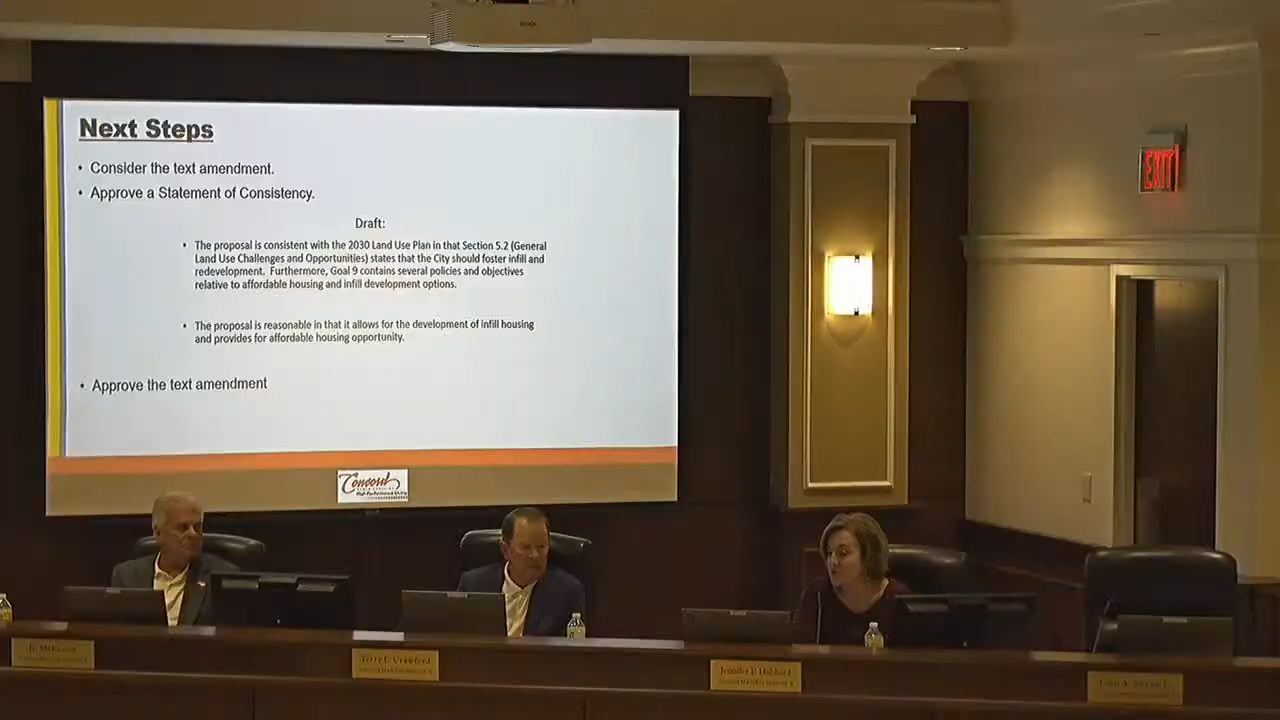 Next Steps
• Consider the text amendment.
• Approve a Statement of Consistency.
Draft:
• The proposal is consistent with the 2030 Land Use Plan in that Section 5.2 (General
Land Use Challenges and Opportunities) states that the City should foster infill and
redevelopment. Furthermore, Goal 9 contains several policies and objectives
relative to affordable housing and infill development options.
• The proposal is reasonable in that it allows for the development of infill housing
and provides for affordable housing opportunity.
• Approve the text amendment
EXIT
Concord
High Performance Living
Terry L. Crawford
Jennifer P. Hubbard